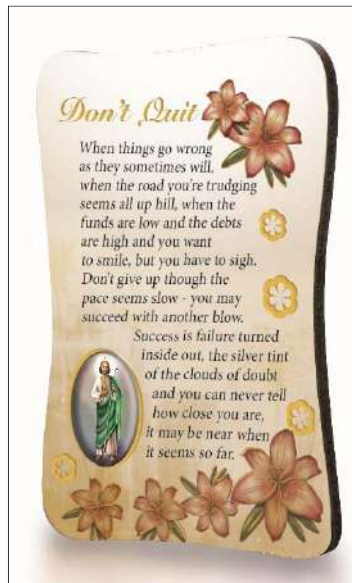 Don't Quit
When things go wrong
as they sometimes will,
when the road you're trudging
seems all up hill, when the
funds are low and the debts
are high and you want
to smile, but you have to sigh.
Don't give up though the
pace seems slow - you may
succeed with another blow.
Success is failure turned
inside out, the silver tint
of the clouds of doubt
and you can never tell
how close you are,
it may be near when
it seems so far.